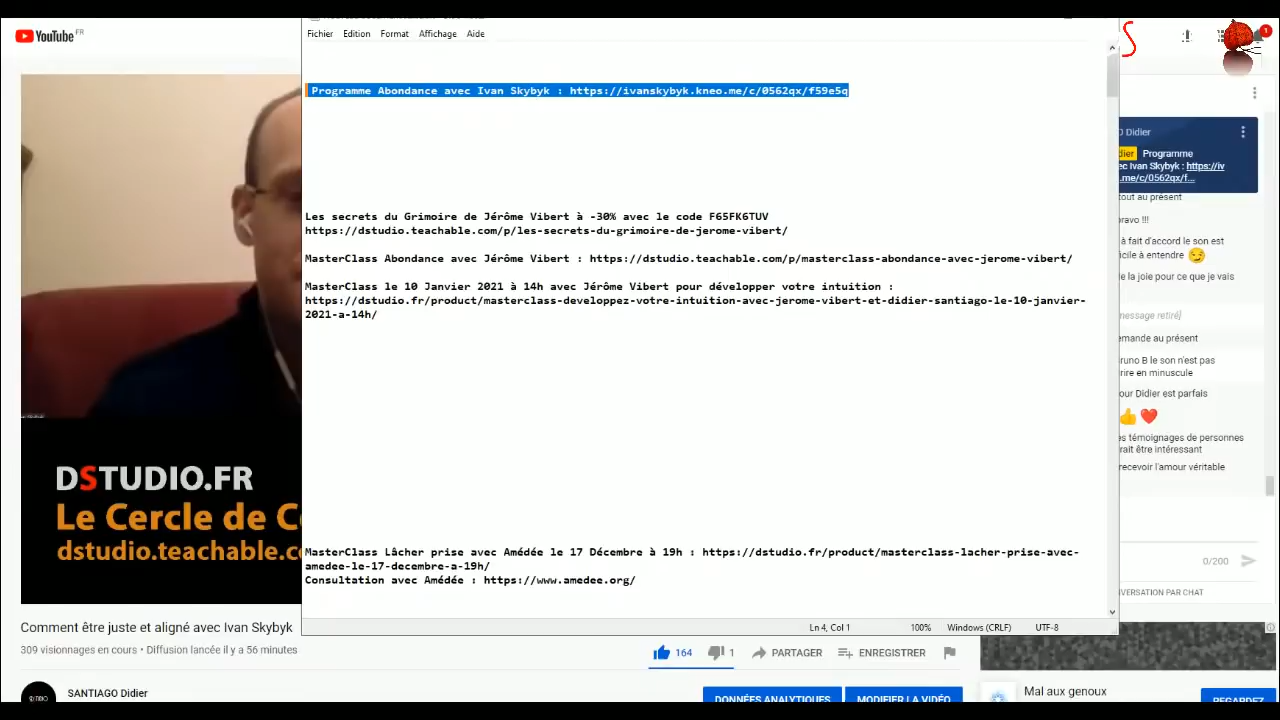 YouTube FR
Fichier Edition Format Affichage Aide
Programme Abondance avec Ivan Skybyk : https://ivanskybyk.kneo.me/c/0562qx/f59e5q
Les secrets du Grimoire de Jérôme Vibert à -30% avec le code F65FK6TUV
https://dstudio.teachable.com/p/les-secrets-du-grimoire-de-jerome-vibert/
MasterClass Abondance avec Jérôme Vibert : https://dstudio.teachable.com/p/masterclass-abondance-avec-jerome-vibert/
MasterClass le 10 Janvier 2021 à 14h avec Jérôme Vibert pour développer votre intuition :
https://dstudio.fr/product/masterclass-developpez-votre-intuition-avec-jerome-vibert-et-didier-santiago-le-10-janvier-
2021-a-14h/
MasterClass Lâcher prise avec Amédée le 17 Décembre à 19h : https://dstudio.fr/product/masterclass-lacher-prise-avec-
amedee-le-17-decembre-a-19h/
Consultation avec Amédée : https://www.amedee.org/
Ln 4, Col 1 100% Windows (CRLF) UTF-8
DSTUDIO.FR
Le Cercle de C
dstudio.teachable.c
Comment être juste et aligné avec Ivan Skybyk
309 visionnages en cours • Diffusion lancée il y a 56 minutes
164 1 PARTAGER ENREGISTRER
SANTIAGO Didier
DONNÉES ANALYTIQUES MODIFIER LA VIDÉO
S
1
Didier
dier Programme
ec Ivan Skybyk : https://iv
.me/c/0562qx/f...
tout au présent
bravo !!!
à fait d'accord le son est
icile à entendre
e la joie pour ce que je vais
message retiré]
emande au présent
runo B le son n'est pas
rire en minuscule
our Didier est parfais
es témoignages de personnes
rait être intéressant
recevoir l'amour véritable
0/200
VERSATION PAR CHAT
Mal aux genoux
REGARDEZ